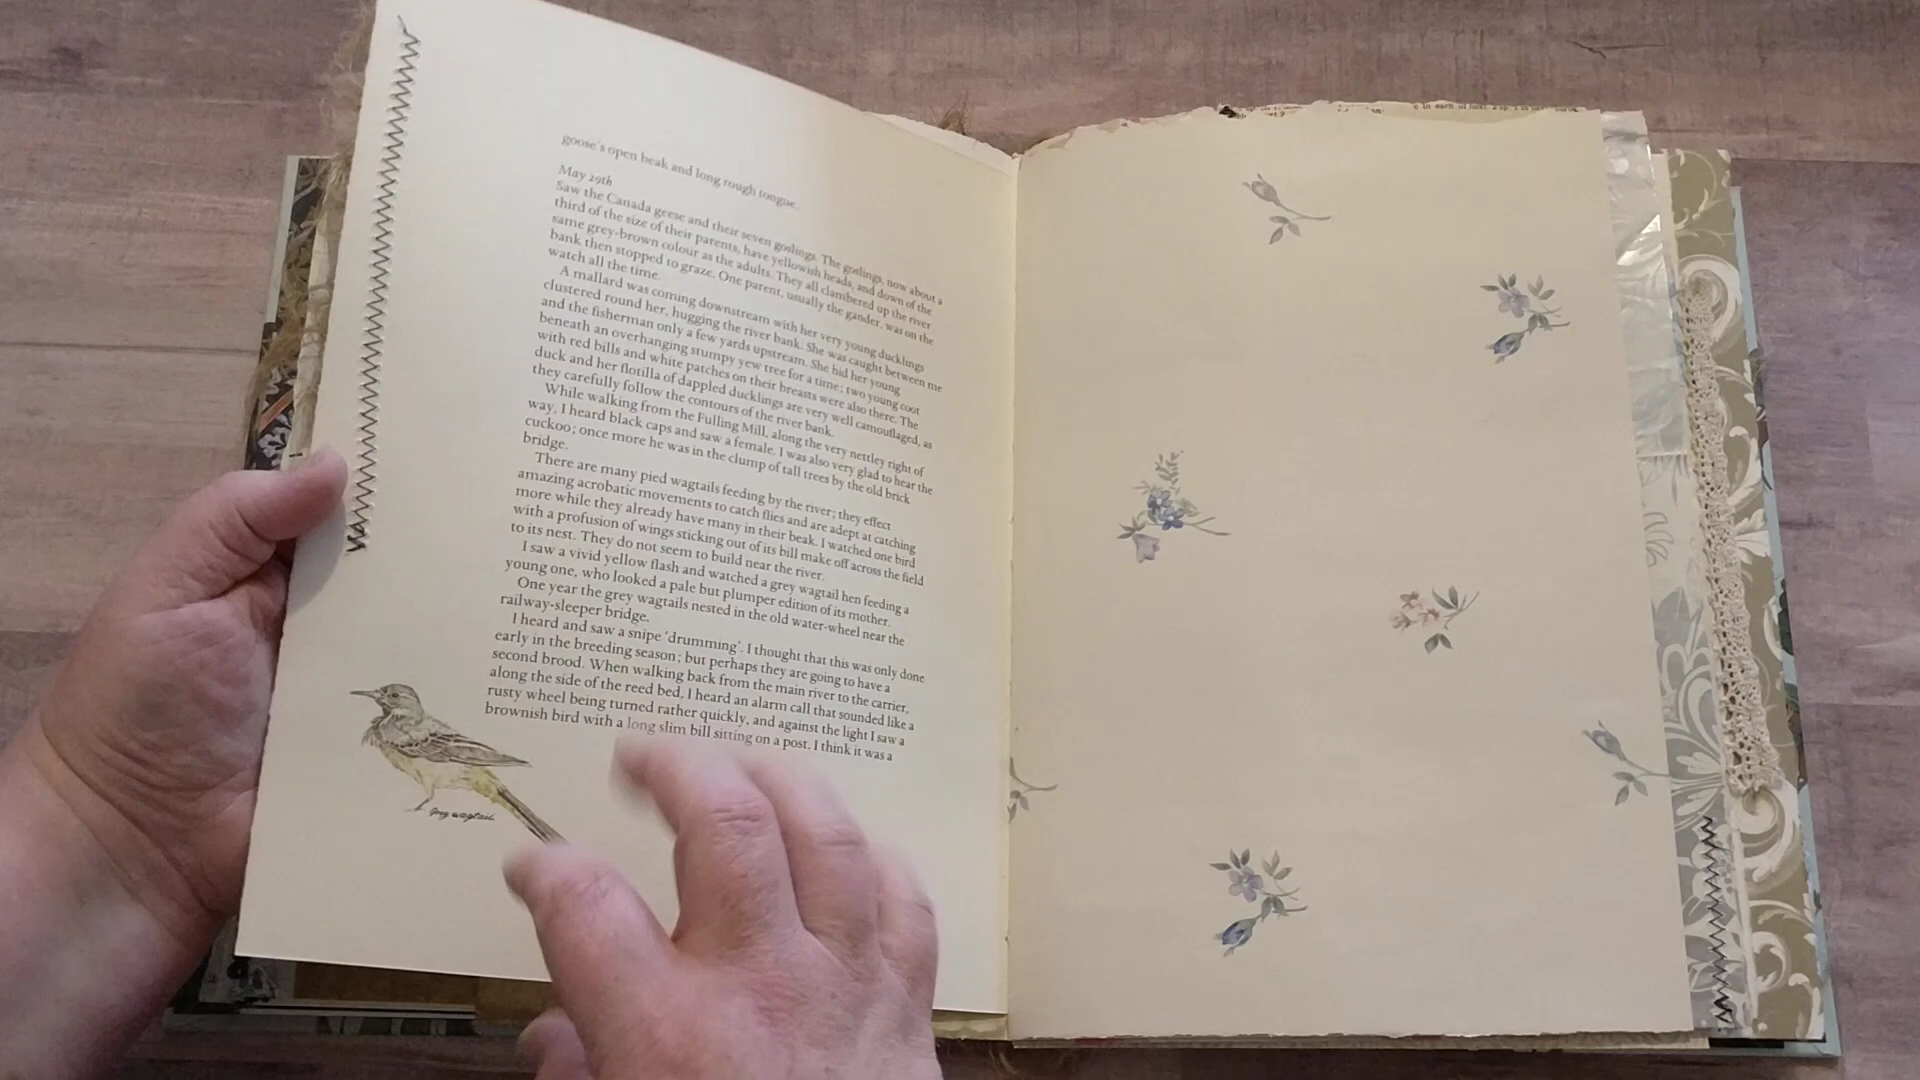 goose's open beak and long rough tongue.
May 29th
Saw the Canada geese and their seven goslings. The goslings, now about a
third of the size of their parents, have yellowish heads, and down of the
same grey-brown colour as the adults. They all clambered up the river
bank then stopped to graze. One parent, usually the gander, was on the
watch all the time.
A mallard was coming downstream with her very young ducklings
clustered round her, hugging the river bank. She was caught between me
and the fisherman only a few yards upstream. She hid her young
beneath an overhanging stumpy yew tree for a time; two young coot
with red bills and white patches on their breasts were also there. The
duck and her flotilla of dappled ducklings are very well camouflaged, as
they carefully follow the contours of the river bank.
While walking from the Fulling Mill, along the very nettley right of
way, I heard black caps and saw a female. I was also very glad to hear the
cuckoo; once more he was in the clump of tall trees by the old brick
bridge.
There are many pied wagtails feeding by the river; they effect
amazing acrobatic movements to catch flies and are adept at catching
more while they already have many in their beak. I watched one bird
with a profusion of wings sticking out of its bill make off across the field
to its nest. They do not seem to build near the river.
I saw a vivid yellow flash and watched a grey wagtail hen feeding a
young one, who looked a pale but plumper edition of its mother.
One year the grey wagtails nested in the old water-wheel near the
railway-sleeper bridge.
I heard and saw a snipe 'drumming'. I thought that this was only done
early in the breeding season; but perhaps they are going to have a
second brood. When walking back from the main river to the carrier,
along the side of the reed bed, I heard an alarm call that sounded like a
rusty wheel being turned rather quickly, and against the light I saw a
brownish bird with a long slim bill sitting on a post. I think it was a
Grey wagtail